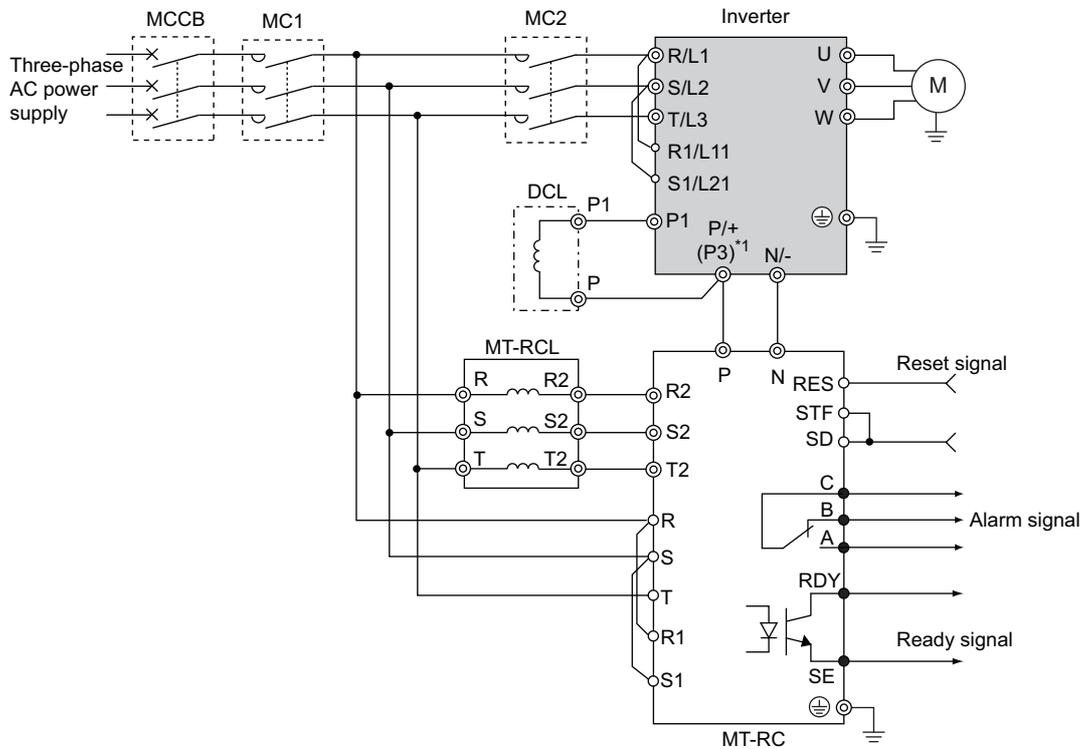 MCCB
MC1
MC2
Inverter
Three-phase
AC power
supply
R/L1
S/L2
T/L3
R1/L11
S1/L21
U
V
W
M
DCL
P1
P1
P/+
(P3)*1
N/-
P
MT-RCL
R
R2
S
S2
T
T2
R2
S2
T2
P
N
RES
Reset signal
STF
SD
C
B
A
Alarm signal
R
S
T
R1
S1
RDY
Ready signal
SE
MT-RC